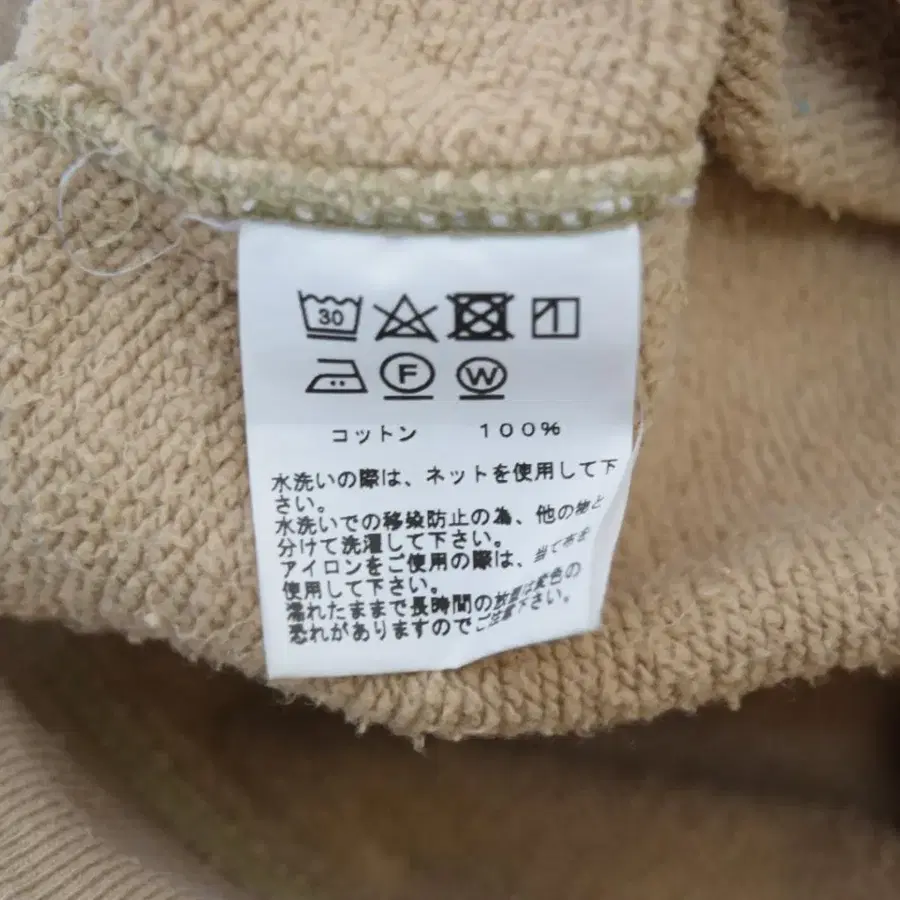 30
F W
コットン 100%
水洗いの際は、ネットを使用して下
さい。
水洗いでの移染防止の為、他の物と
分けて洗濯して下さい。
アイロンをご使用の際は、当て布を
使用して下さい。
濡れたままで長時間の放置は変色の
恐れがありますのでご注意下さい。